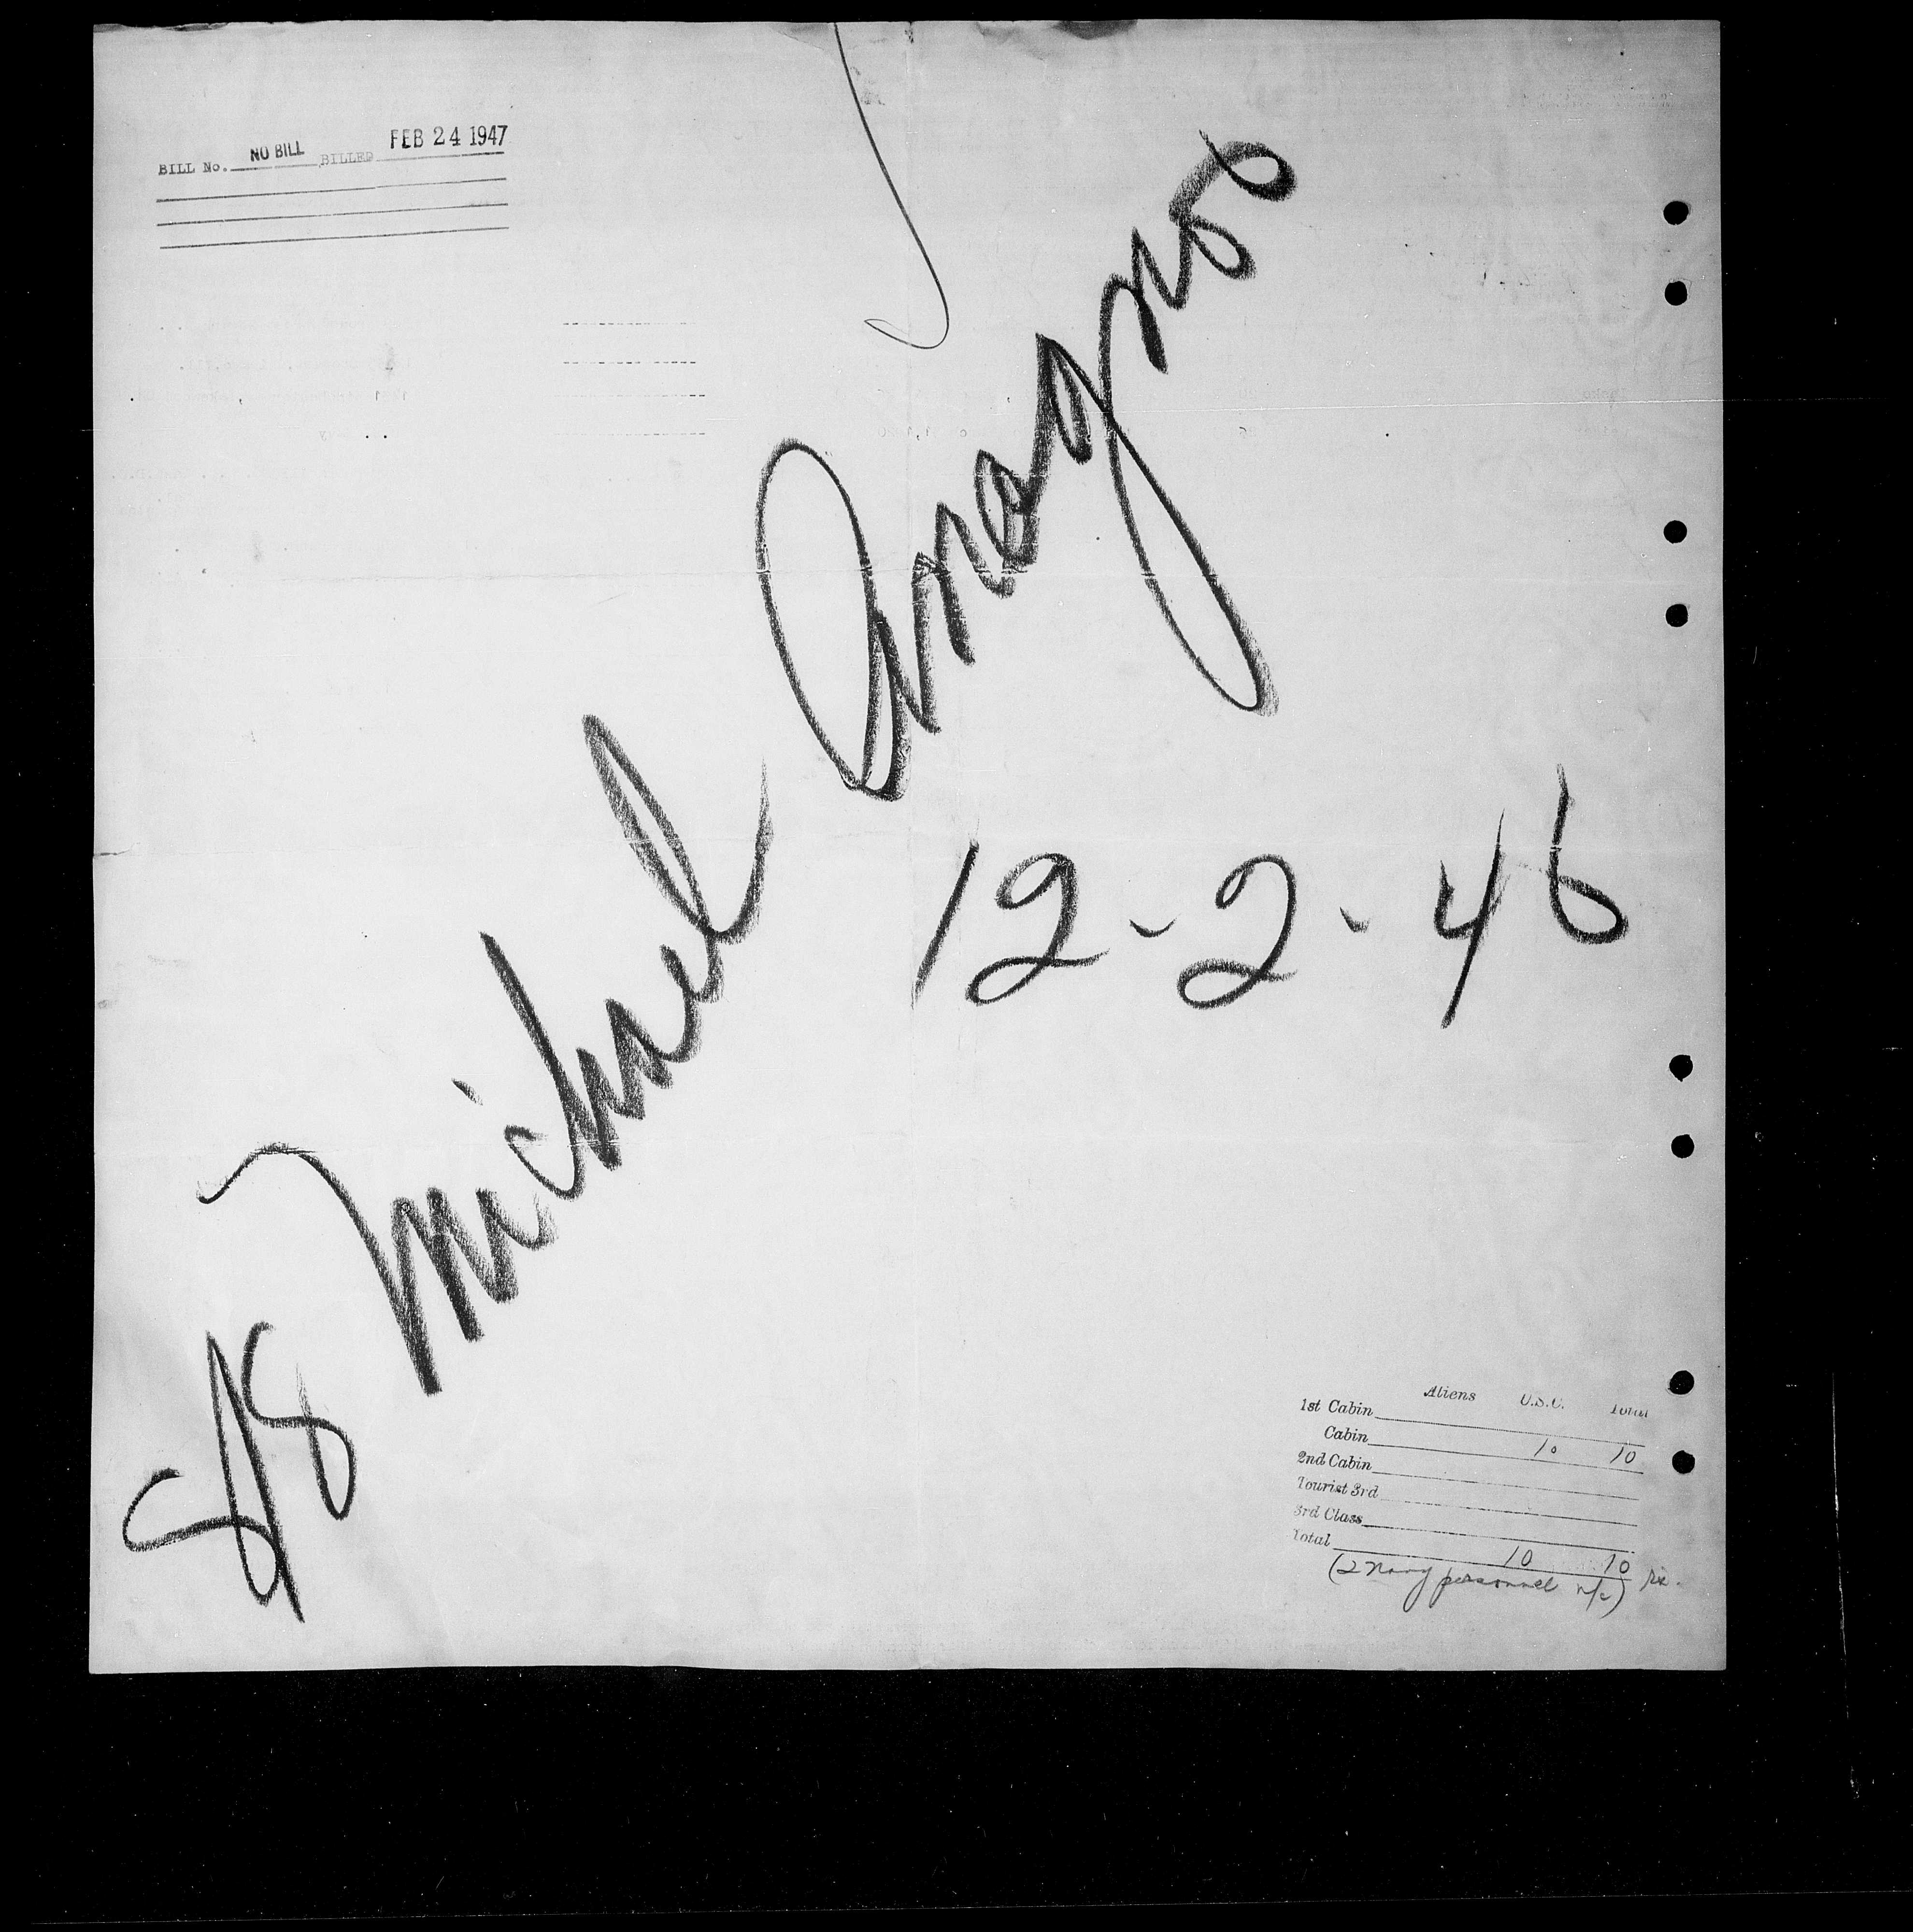 BILL No. NO BILL BILLED FEB 24 1947
S/S Michael Anagnos
12-2-46
Aliens U.S.C. Total
1st Cabin
Cabin 10 10
2nd Cabin
Tourist 3rd
3rd Class
Total 10 10
(2 Navy personnel n/c)